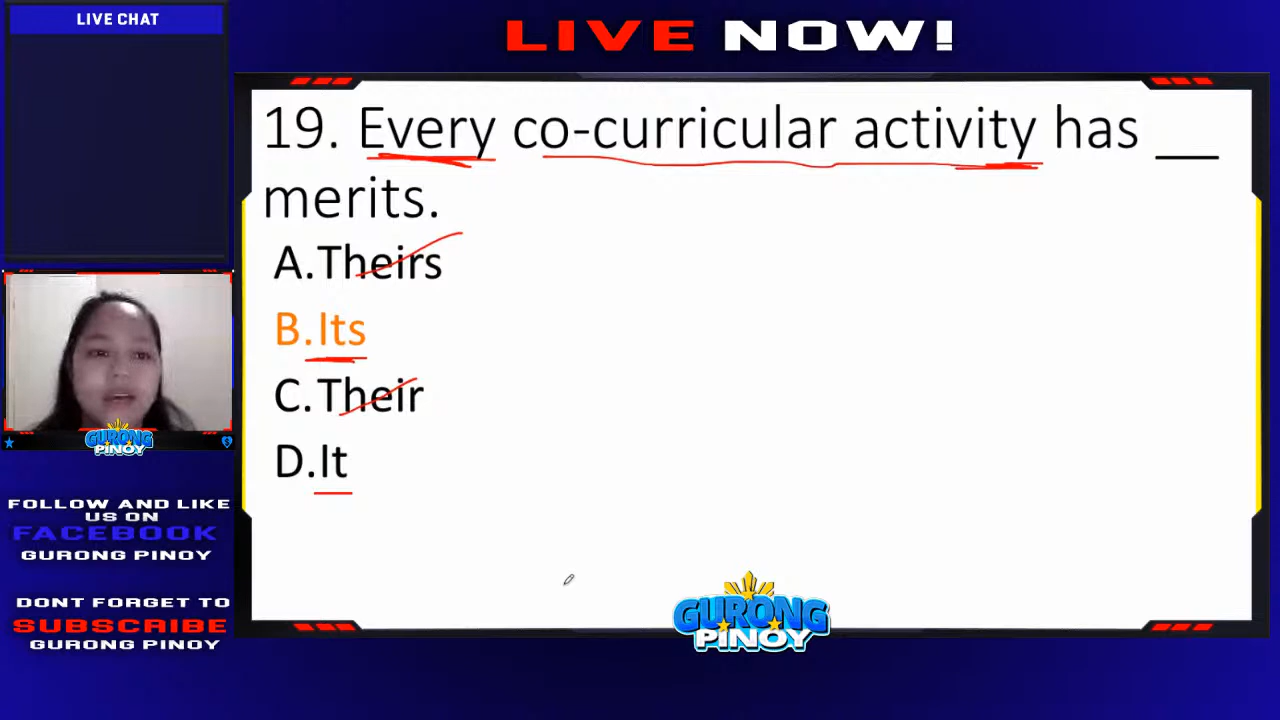 LIVE CHAT
LIVE NOW!
19. Every co-curricular activity has ___
merits.
A.Theirs
B.Its
C.Their
D.It
GURONG
PINOY
FOLLOW AND LIKE
US ON
FACEBOOK
GURONG PINOY
DONT FORGET TO
SUBSCRIBE
GURONG PINOY
GURONG
PINOY